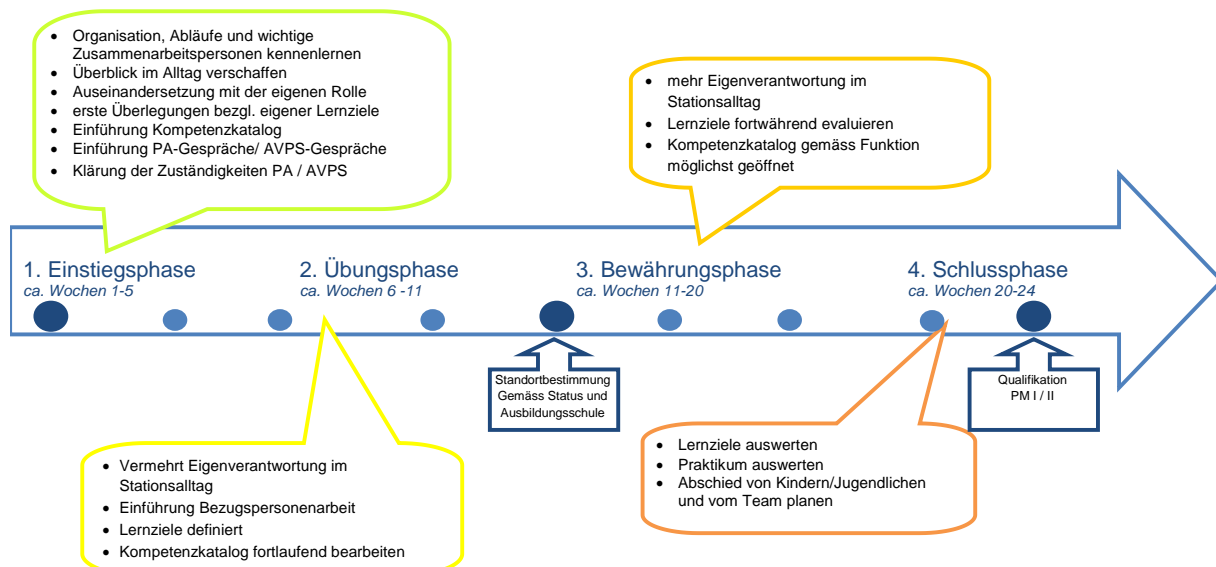 • Organisation, Abläufe und wichtige
Zusammenarbeitspersonen kennenlernen
• Überblick im Alltag verschaffen
• Auseinandersetzung mit der eigenen Rolle
• erste Überlegungen bezgl. eigener Lernziele
• Einführung Kompetenzkatalog
• Einführung PA-Gespräche/ AVPS-Gespräche
• Klärung der Zuständigkeiten PA / AVPS
• mehr Eigenverantwortung im
Stationsalltag
• Lernziele fortwährend evaluieren
• Kompetenzkatalog gemäss Funktion
möglichst geöffnet
1. Einstiegsphase
ca. Wochen 1-5
2. Übungsphase
ca. Wochen 6 -11
3. Bewährungsphase
ca. Wochen 11-20
4. Schlussphase
ca. Wochen 20-24
Standortbestimmung
Gemäss Status und
Ausbildungsschule
Qualifikation
PM I / II
• Vermehrt Eigenverantwortung im
Stationsalltag
• Einführung Bezugspersonenarbeit
• Lernziele definiert
• Kompetenzkatalog fortlaufend bearbeiten
• Lernziele auswerten
• Praktikum auswerten
• Abschied von Kindern/Jugendlichen
und vom Team planen